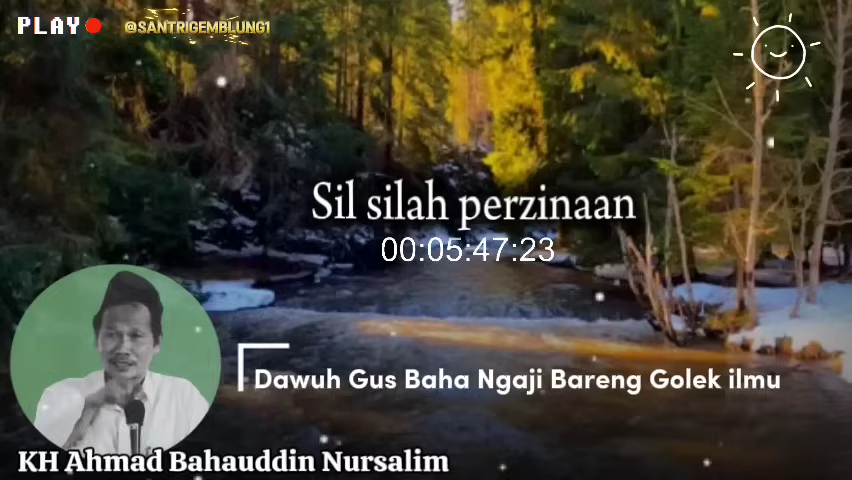 PLAY
@SANTRIGEMBLUNG1
Sil silah perzinaan
00:05:47:23
Dawuh Gus Baha Ngaji Bareng Golek ilmu
KH Ahmad Bahauddin Nursalim